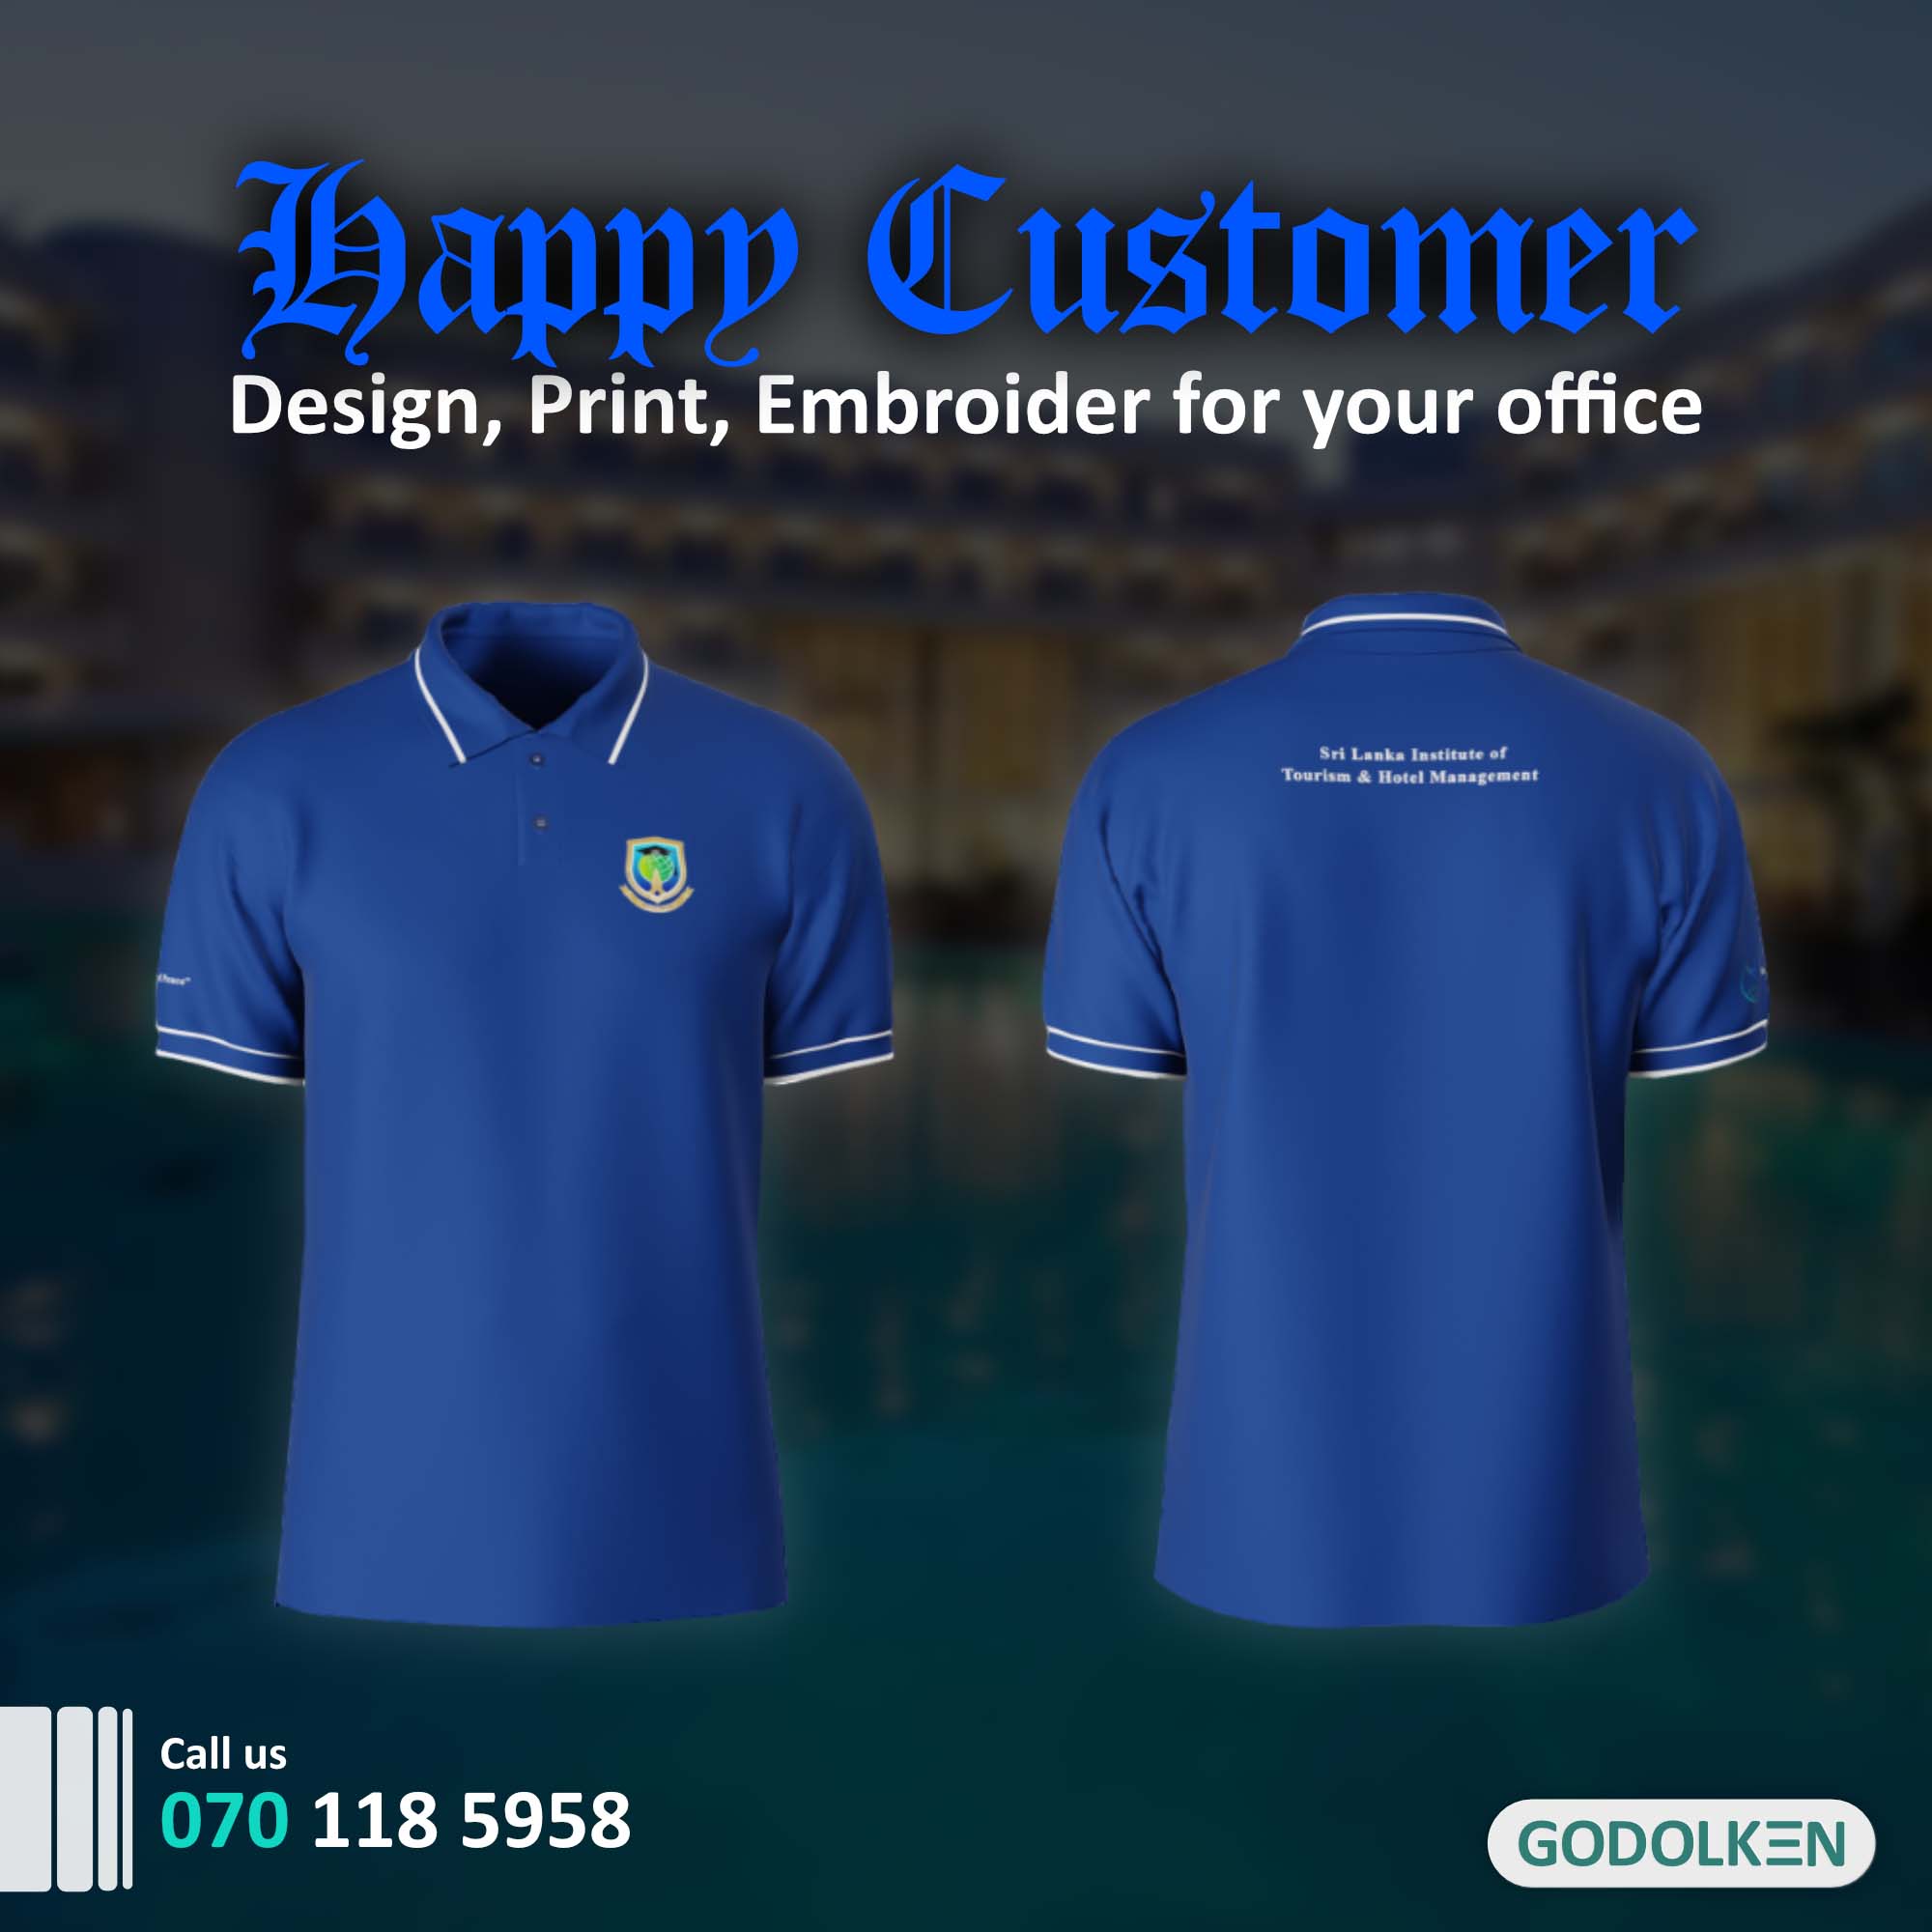 Happy Customer
Design, Print, Embroider for your office
Sri Lanka Institute of
Tourism & Hotel Management
Call us
070 118 5958
GODOLKEN